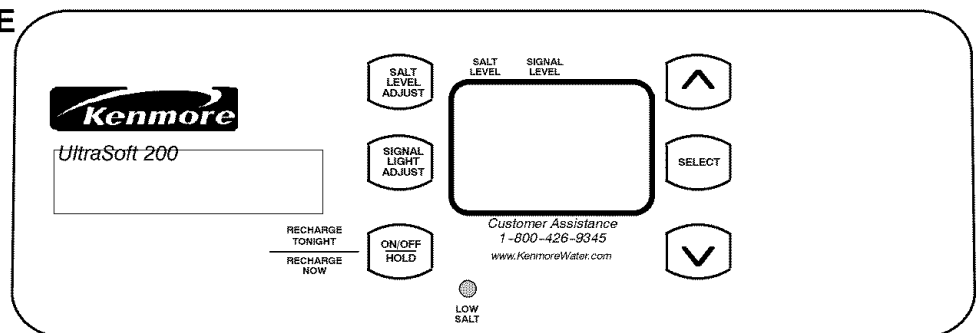 E
Kenmore
UltraSoft 200
SALT
LEVEL
ADJUST
SIGNAL
LIGHT
ADJUST
RECHARGE
TONIGHT
RECHARGE
NOW
ON/OFF
HOLD
SALT
LEVEL
SIGNAL
LEVEL
Customer Assistance
1-800-426-9345
www.KenmoreWater.com
LOW
SALT
SELECT